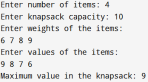 Enter number of items: 4
Enter knapsack capacity: 10
Enter weights of the items:
6 7 8 9
Enter values of the items:
9 8 7 6
Maximum value in the knapsack: 9